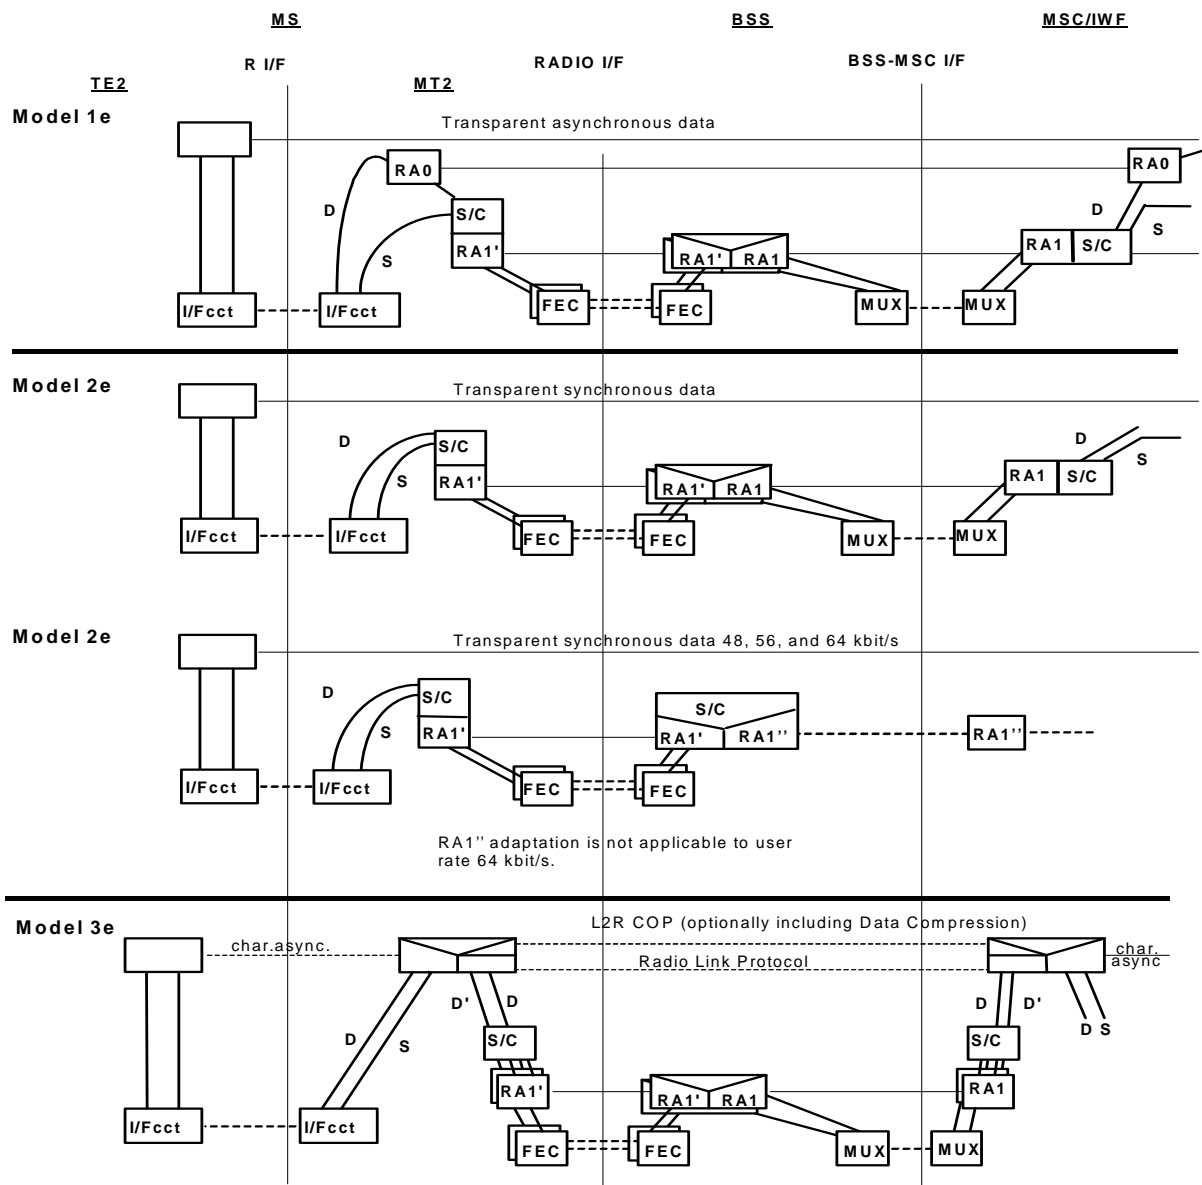 MS BSS MSC/IWF
R I/F RADIO I/F BSS-MSC I/F
TE2 MT2
Model 1e
Transparent asynchronous data
RA0 RA0
D S/C D
RA1' S RA1' RA1 RA1 S/C S
I/Fcct I/Fcct FEC FEC MUX MUX
Model 2e
Transparent synchronous data
D S/C D
S RA1' RA1' RA1 RA1 S/C S
I/Fcct I/Fcct FEC FEC MUX MUX
Model 2e
Transparent synchronous data 48, 56, and 64 kbit/s
D S/C S/C
S RA1' RA1' RA1'' RA1''
I/Fcct I/Fcct FEC FEC
RA1'' adaptation is not applicable to user
rate 64 kbit/s.
Model 3e
L2R COP (optionally including Data Compression)
char.async. char.
Radio Link Protocol async
D' D D D'
D S S/C S/C D S
RA1' RA1' RA1 RA1
I/Fcct I/Fcct FEC FEC MUX MUX